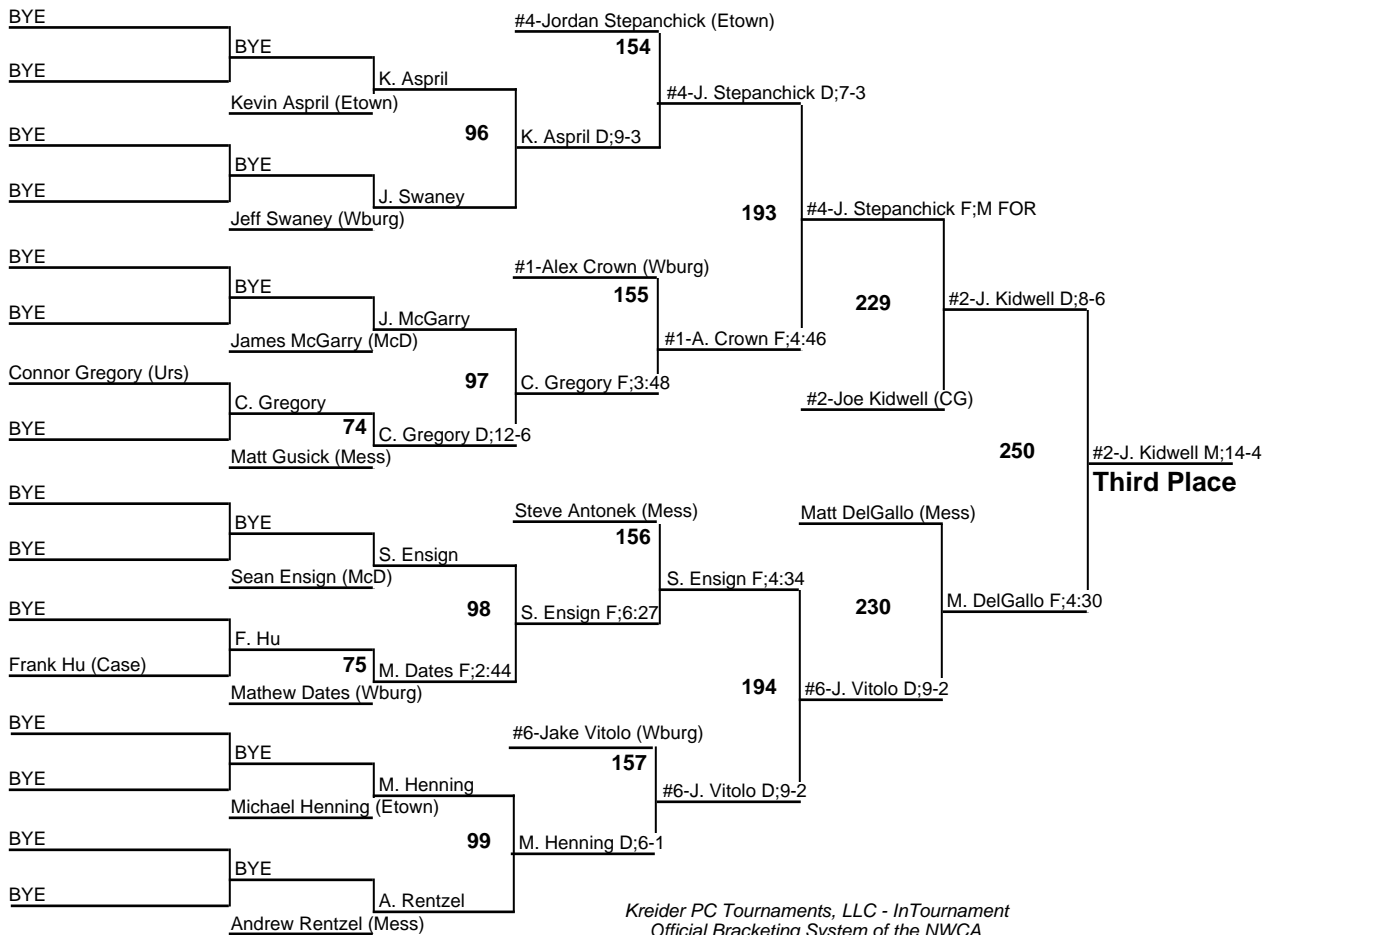 BYE
#4-Jordan Stepanchick (Etown)
BYE
154
BYE
K. Aspril
#4-J. Stepanchick D;7-3
Kevin Aspril (Etown)
96
K. Aspril D;9-3
BYE
BYE
BYE
J. Swaney
193
#4-J. Stepanchick F;M FOR
Jeff Swaney (Wburg)
BYE
#1-Alex Crown (Wburg)
BYE
155
229
#2-J. Kidwell D;8-6
BYE
J. McGarry
James McGarry (McD)
#1-A. Crown F;4:46
Connor Gregory (Urs)
97
C. Gregory F;3:48
C. Gregory
#2-Joe Kidwell (CG)
BYE
74
C. Gregory D;12-6
250
#2-J. Kidwell M;14-4
Matt Gusick (Mess)
Third Place
BYE
Steve Antonek (Mess)
Matt DelGallo (Mess)
BYE
156
BYE
S. Ensign
Sean Ensign (McD)
S. Ensign F;4:34
BYE
98
S. Ensign F;6:27
230
M. DelGallo F;4:30
F. Hu
Frank Hu (Case)
75
M. Dates F;2:44
Mathew Dates (Wburg)
194
#6-J. Vitolo D;9-2
BYE
#6-Jake Vitolo (Wburg)
BYE
157
BYE
M. Henning
#6-J. Vitolo D;9-2
Michael Henning (Etown)
BYE
99
M. Henning D;6-1
BYE
BYE
A. Rentzel
Andrew Rentzel (Mess)
Kreider PC Tournaments, LLC - InTournament
Official Bracketing System of the NWCA